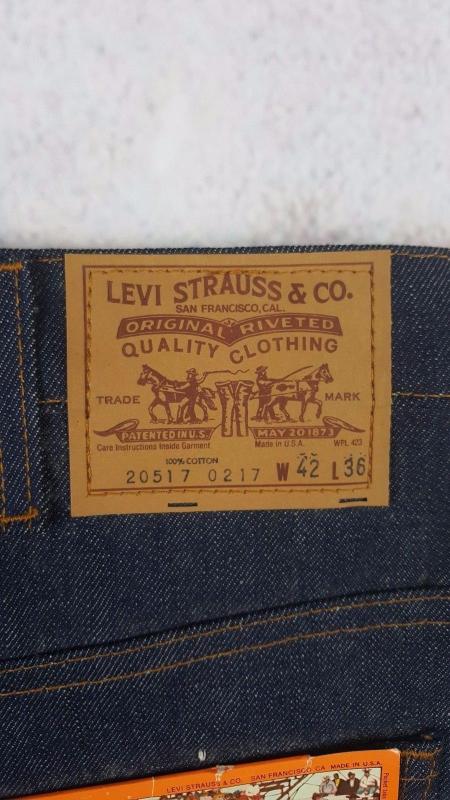 LEVI STRAUSS & CO.
SAN FRANCISCO, CAL.
ORIGINAL RIVETED
QUALITY CLOTHING
TRADE MARK
PATENTED IN U.S. MAY 20 1873
Care Instructions Inside Garment Made in U.S.A. WPL 423
100% COTTON
20517 0217 W 42 L 36
LEVI STRAUSS & CO. SAN FRANCISCO, CA. MADE IN U.S.A.